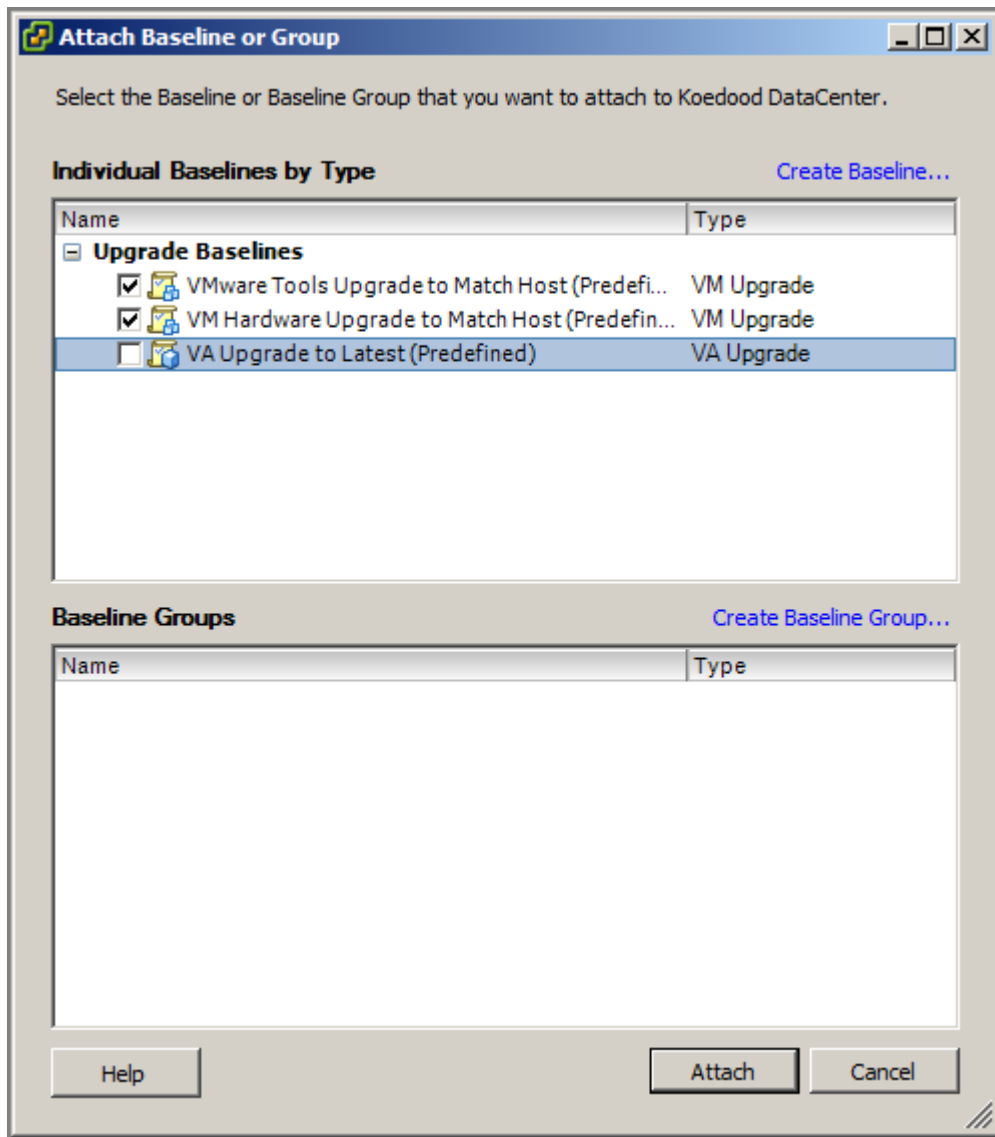 Attach Baseline or Group
Select the Baseline or Baseline Group that you want to attach to Koedood DataCenter.
Individual Baselines by Type Create Baseline...
Name Type
Upgrade Baselines
VMware Tools Upgrade to Match Host (Predefi... VM Upgrade
VM Hardware Upgrade to Match Host (Predefin... VM Upgrade
VA Upgrade to Latest (Predefined) VA Upgrade
Baseline Groups Create Baseline Group...
Name Type
Help Attach Cancel